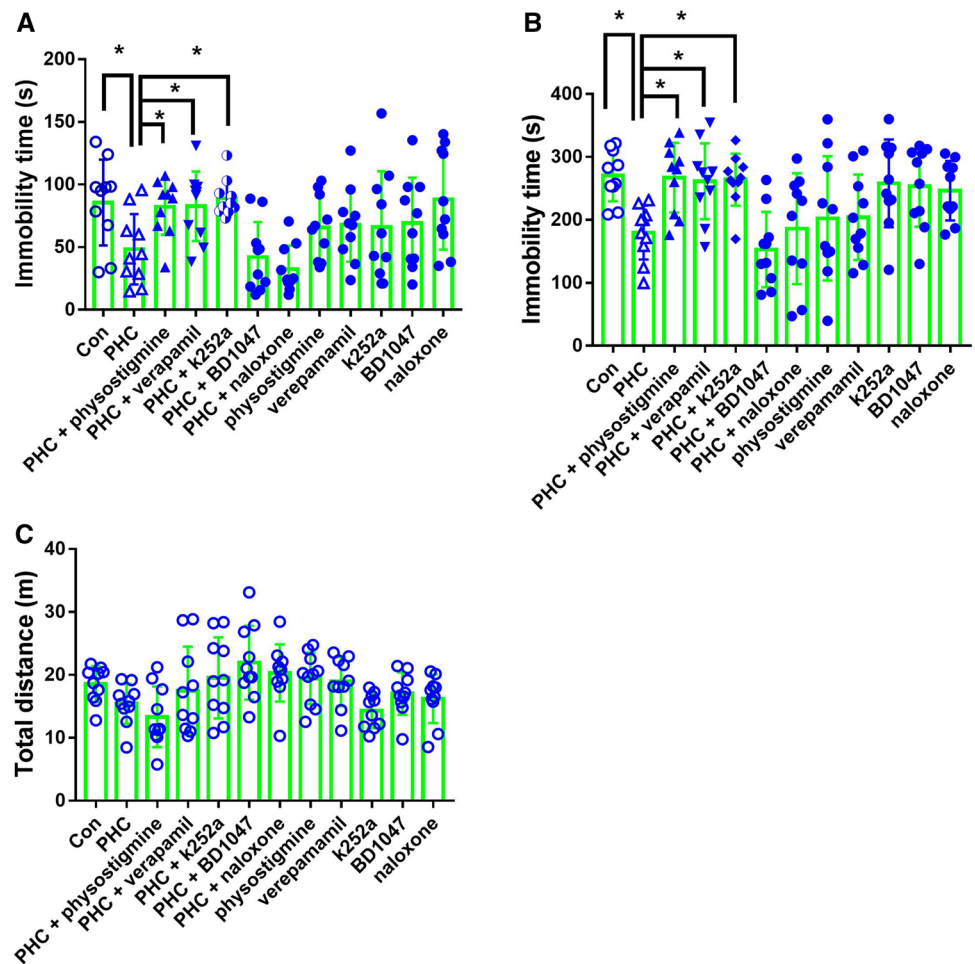 A
Immobility time (s)
200
150
100
50
0
*
*
*
*
Con
PHC
PHC + physostigmine
PHC + verapamil
PHC + k252a
PHC + BD1047
PHC + naloxone
physostigmine
verepamamil
k252a
BD1047
naloxone
B
Immobility time (s)
400
300
200
100
0
*
*
*
*
Con
PHC
PHC + physostigmine
PHC + verapamil
PHC + k252a
PHC + BD1047
PHC + naloxone
physostigmine
verepamamil
k252a
BD1047
naloxone
C
Total distance (m)
40
30
20
10
0
Con
PHC
PHC + physostigmine
PHC + verapamil
PHC + k252a
PHC + BD1047
PHC + naloxone
physostigmine
verepamamil
k252a
BD1047
naloxone